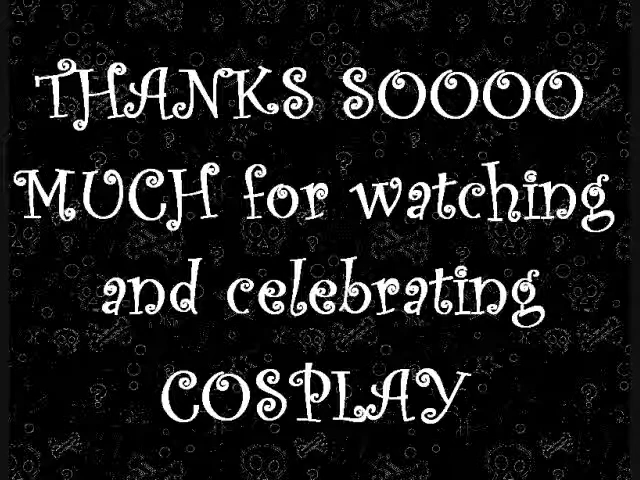 THANKS SOOOO
MUCH for watching
and celebrating
COSPLAY